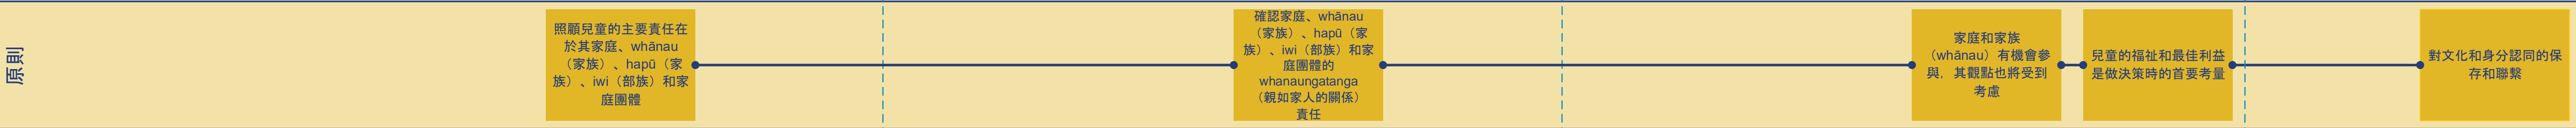 原則
照顧兒童的主要責任在
於其家庭、whānau
（家族）、hapū（家
族）、iwi（部族）和家
庭團體
確認家庭、whānau
（家族）、hapū（家
族）、iwi（部族）和家
庭團體的
whanaungatanga
（親如家人的關係）
責任
家庭和家族
（whānau）有機會參
與，其觀點也將受到
考慮
兒童的福祉和最佳利益
是做決策時的首要考量
對文化和身分認同的保
存和聯繫